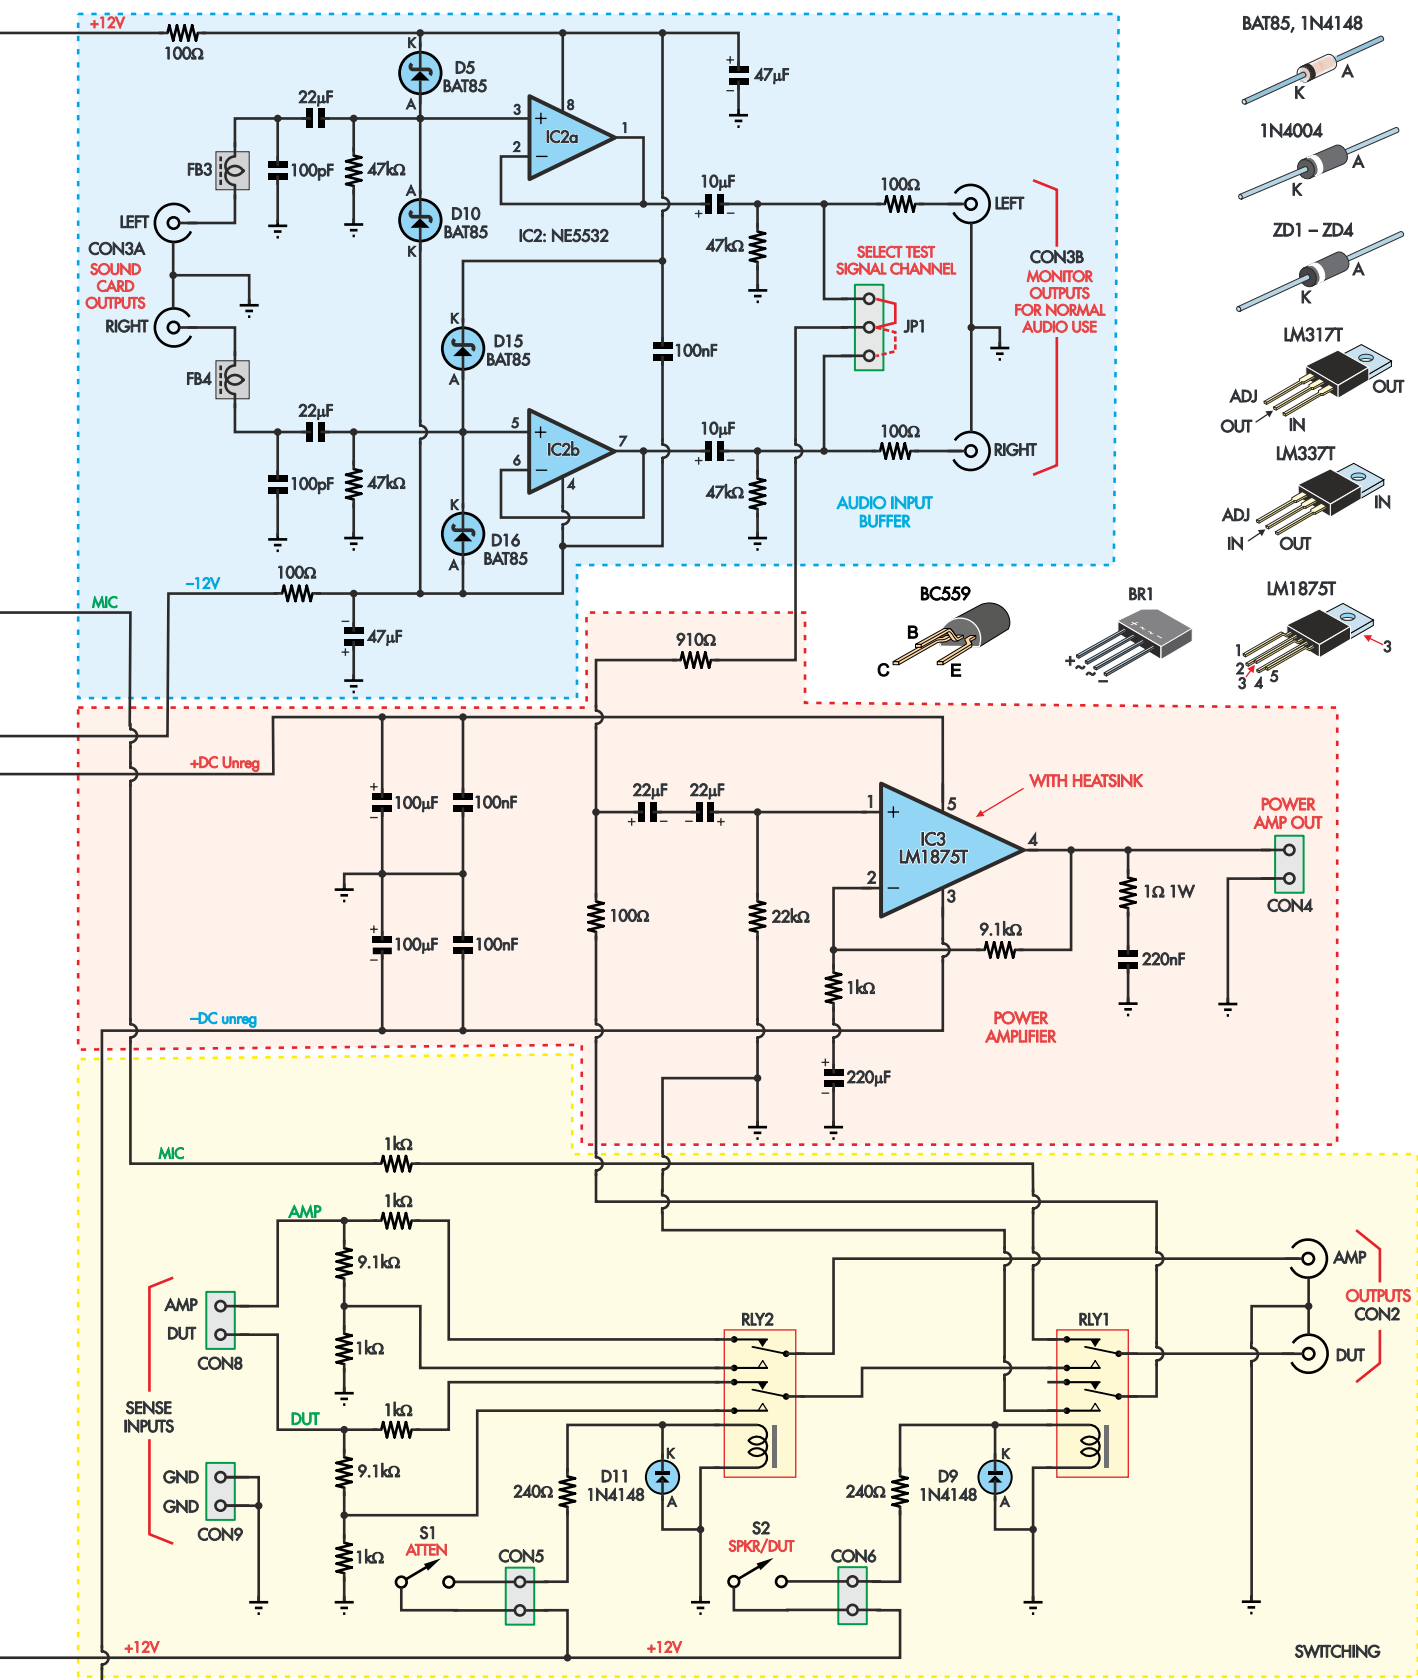 +12V
100Ω
K
D5
BAT85
A
+
47µF
–
22µF
3
+
8
IC2a
1
2
–
FB3
100pF
47kΩ
A
D10
BAT85
K
IC2: NE5532
LEFT
CON3A
SOUND
CARD
OUTPUTS
RIGHT
10µF
+
–
47kΩ
100Ω
LEFT
SELECT TEST
SIGNAL CHANNEL
JP1
CON3B
MONITOR
OUTPUTS
FOR NORMAL
AUDIO USE
K
D15
BAT85
A
100nF
FB4
22µF
5
+
IC2b
7
6
–
4
100pF
47kΩ
10µF
+
–
47kΩ
100Ω
RIGHT
K
D16
BAT85
A
AUDIO INPUT
BUFFER
–12V
100Ω
–
47µF
+
MIC
BAT85, 1N4148
A
K
1N4004
A
K
ZD1 – ZD4
A
K
LM317T
ADJ
OUT
IN
OUT
LM337T
ADJ
IN
IN
OUT
BC559
B
C
E
BR1
+ ~ ~ –
+
~
~
–
LM1875T
1
2
3
4
5
3
910Ω
+DC Unreg
+
100µF
–
100nF
+
100µF
–
100nF
–DC unreg
22µF
+
–
22µF
–
+
100Ω
22kΩ
1
+
5
IC3
LM1875T
4
2
–
3
WITH HEATSINK
POWER
AMP OUT
CON4
9.1kΩ
1Ω 1W
220nF
1kΩ
+
220µF
–
POWER
AMPLIFIER
MIC
1kΩ
AMP
1kΩ
9.1kΩ
1kΩ
AMP
DUT
CON8
SENSE
INPUTS
DUT
1kΩ
9.1kΩ
1kΩ
GND
GND
CON9
RLY2
RLY1
AMP
OUTPUTS
CON2
DUT
240Ω
D11
1N4148
K
A
240Ω
D9
1N4148
K
A
S1
ATTEN
CON5
S2
SPKR/DUT
CON6
+12V
+12V
SWITCHING